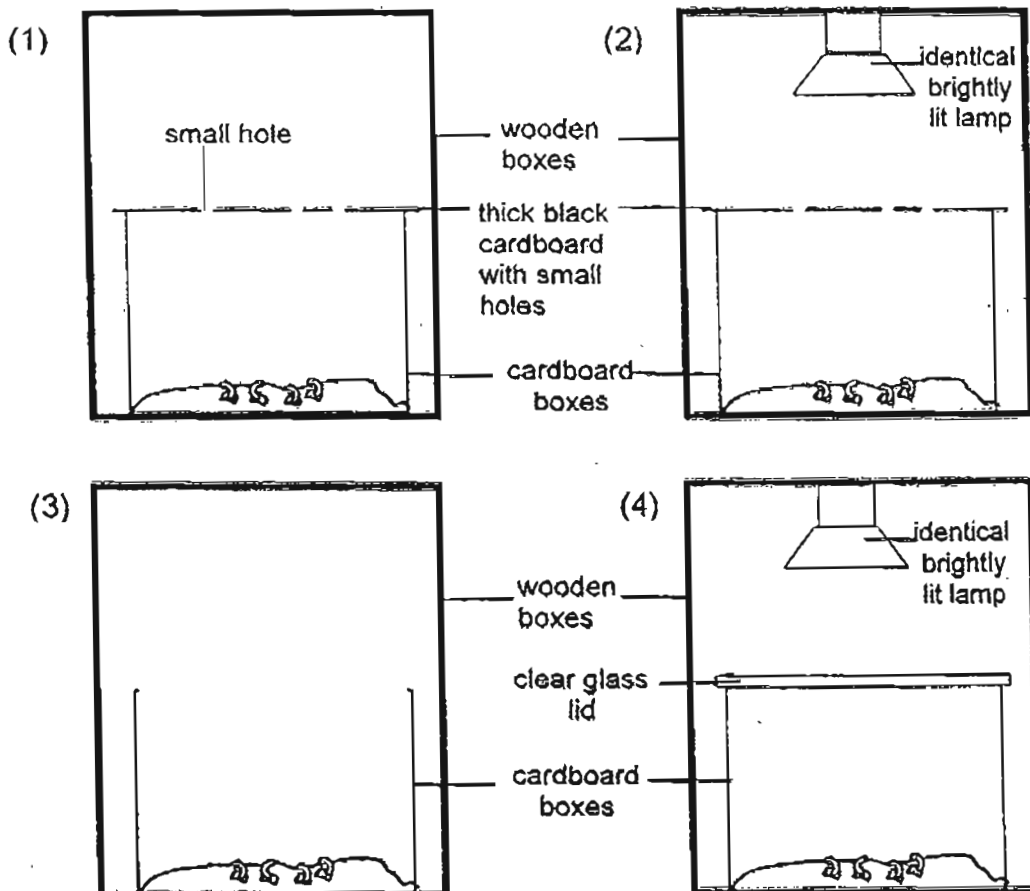 (1)
(2)
identical
brightly
lit lamp
small hole
wooden
boxes
thick black
cardboard
with small
holes
cardboard
boxes
(3)
(4)
identical
brightly
lit lamp
wooden
boxes
clear glass
lid
cardboard
boxes